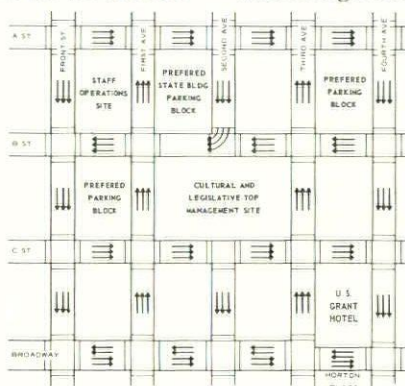 A ST
FRONT ST
FIRST AVE
SECOND AVE
THIRD AVE
FOURTH AVE
STAFF
OPERATIONS
SITE
PREFERED
STATE BLDG
PARKING
BLOCK
PREFERED
PARKING
BLOCK
B ST
PREFERED
PARKING
BLOCK
CULTURAL AND
LEGISLATIVE TOP
MANAGEMENT SITE
C ST
U.S.
GRANT
HOTEL
BROADWAY
HORTON